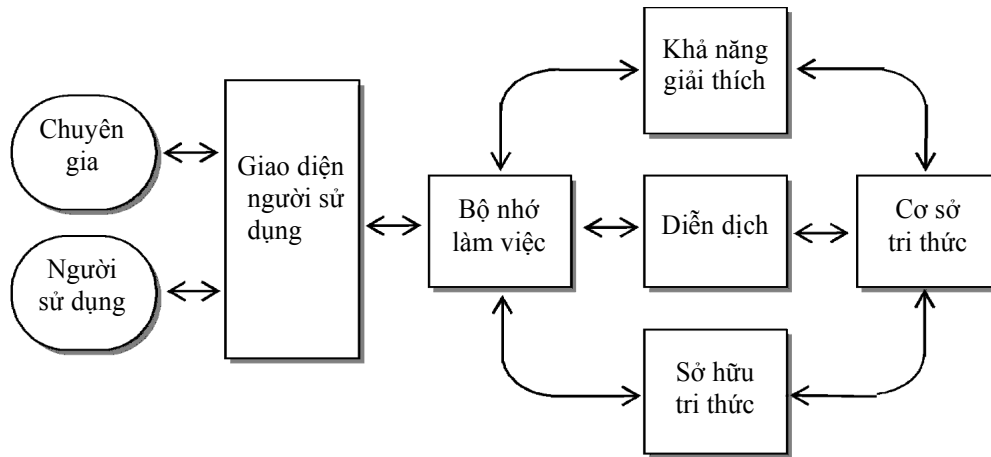 Chuyên
gia
Người
sử dụng
Giao diện
người sử
dụng
Bộ nhớ
làm việc
Khả năng
giải thích
Diễn dịch
Sở hữu
tri thức
Cơ sở
tri thức